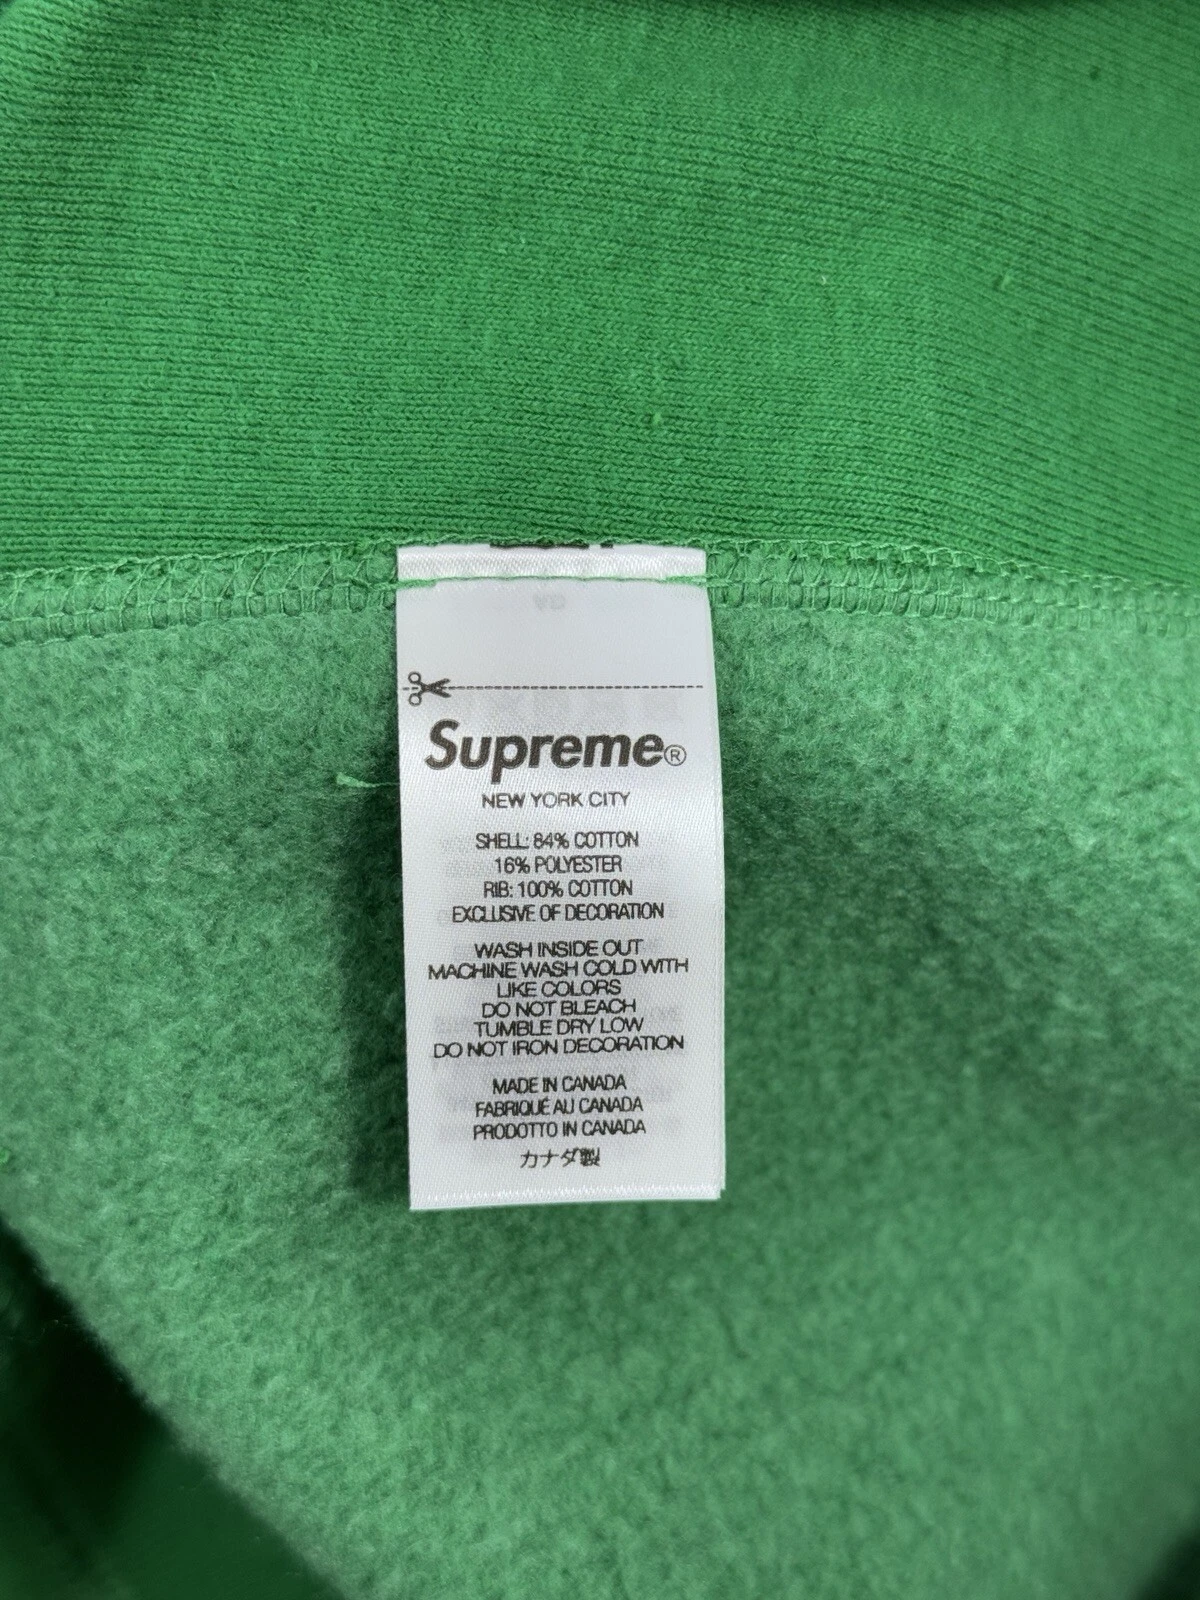 Supreme®
NEW YORK CITY
SHELL: 84% COTTON
16% POLYESTER
RIB: 100% COTTON
EXCLUSIVE OF DECORATION
WASH INSIDE OUT
MACHINE WASH COLD WITH
LIKE COLORS
DO NOT BLEACH
TUMBLE DRY LOW
DO NOT IRON DECORATION
MADE IN CANADA
FABRIQUÉ AU CANADA
PRODOTTO IN CANADA
カナダ製